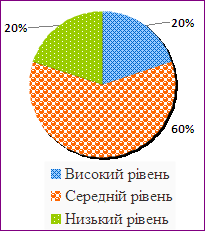 20%
20%
60%
Високий рівень
Середній рівень
Низький рівень